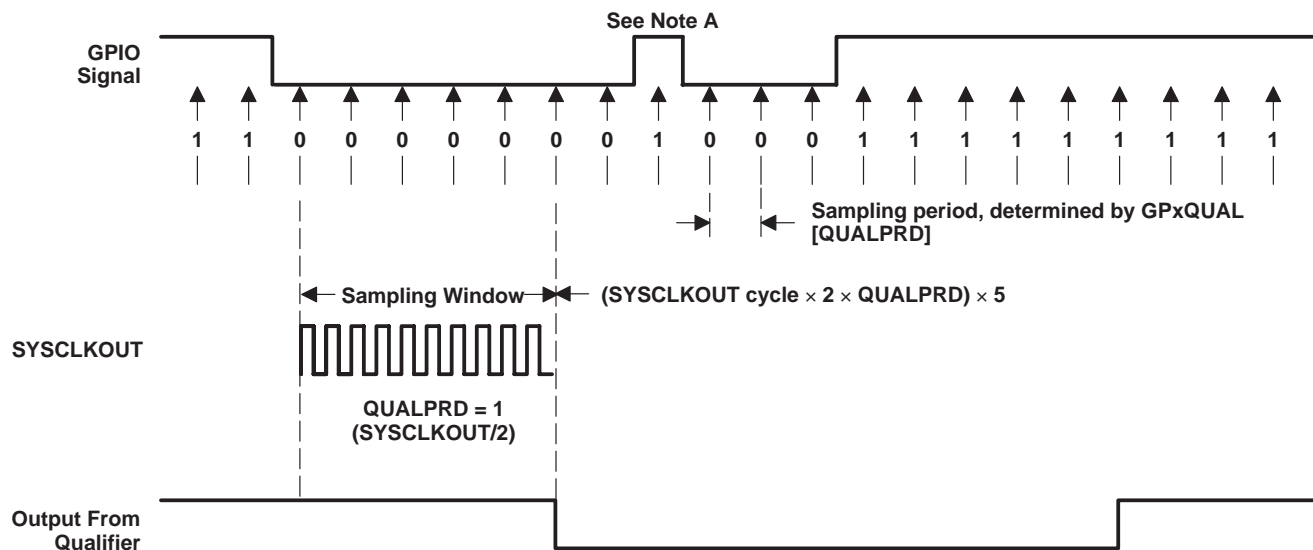 See Note A
GPIO
Signal
1 1 0 0 0 0 0 0 0 1 0 0 0 1 1 1 1 1 1 1 1 1
Sampling period, determined by GPxQUAL
[QUALPRD]
Sampling Window
(SYSCLKOUT cycle × 2 × QUALPRD) × 5
SYSCLKOUT
QUALPRD = 1
(SYSCLKOUT/2)
Output From
Qualifier